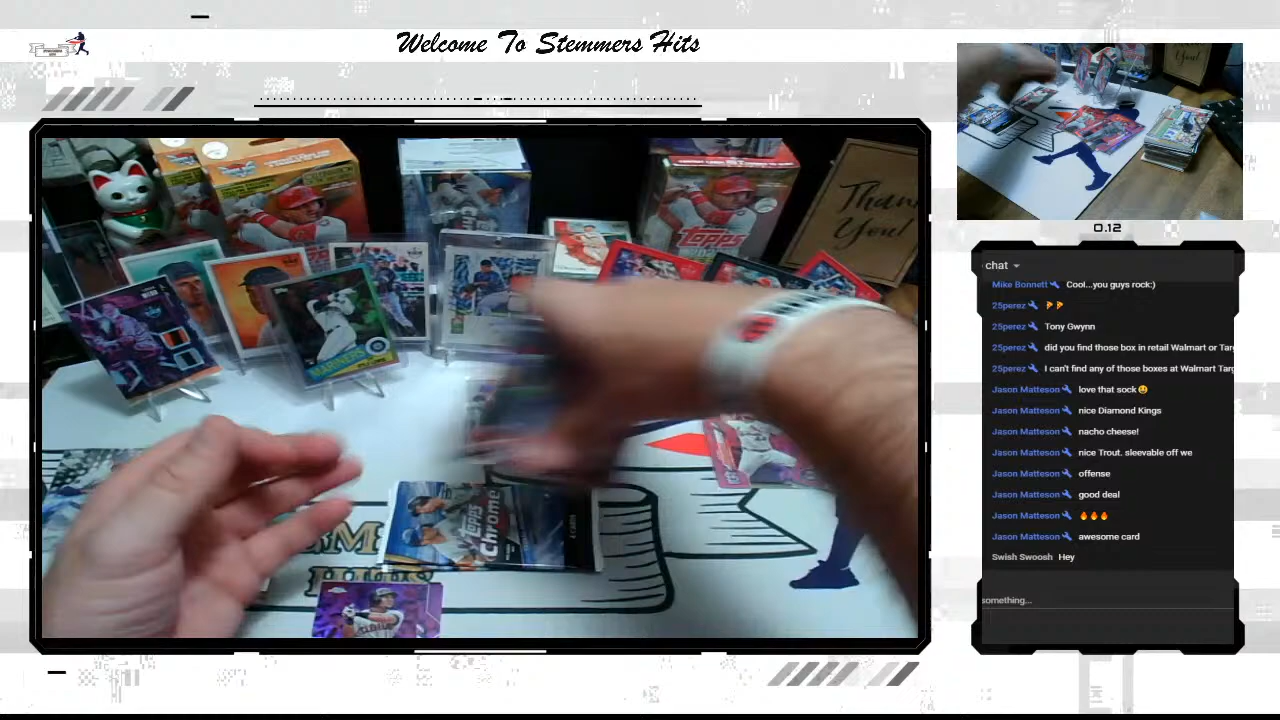 Welcome To Stemmers Hits
Thank
You!
Topps
MARINERS
Topps
Chrome
4 CARDS
0.12
chat
Mike Bonnett Cool...you guys rock:)
25perez 🍕🍕
25perez Tony Gwynn
25perez did you find those box in retail Walmart or Tar
25perez I can't find any of those boxes at Walmart Targ
Jason Matteson love that sock😃
Jason Matteson nice Diamond Kings
Jason Matteson nacho cheese!
Jason Matteson nice Trout. sleevable off we
Jason Matteson offense
Jason Matteson good deal
Jason Matteson 🔥🔥🔥
Jason Matteson awesome card
Swish Swoosh Hey
something...